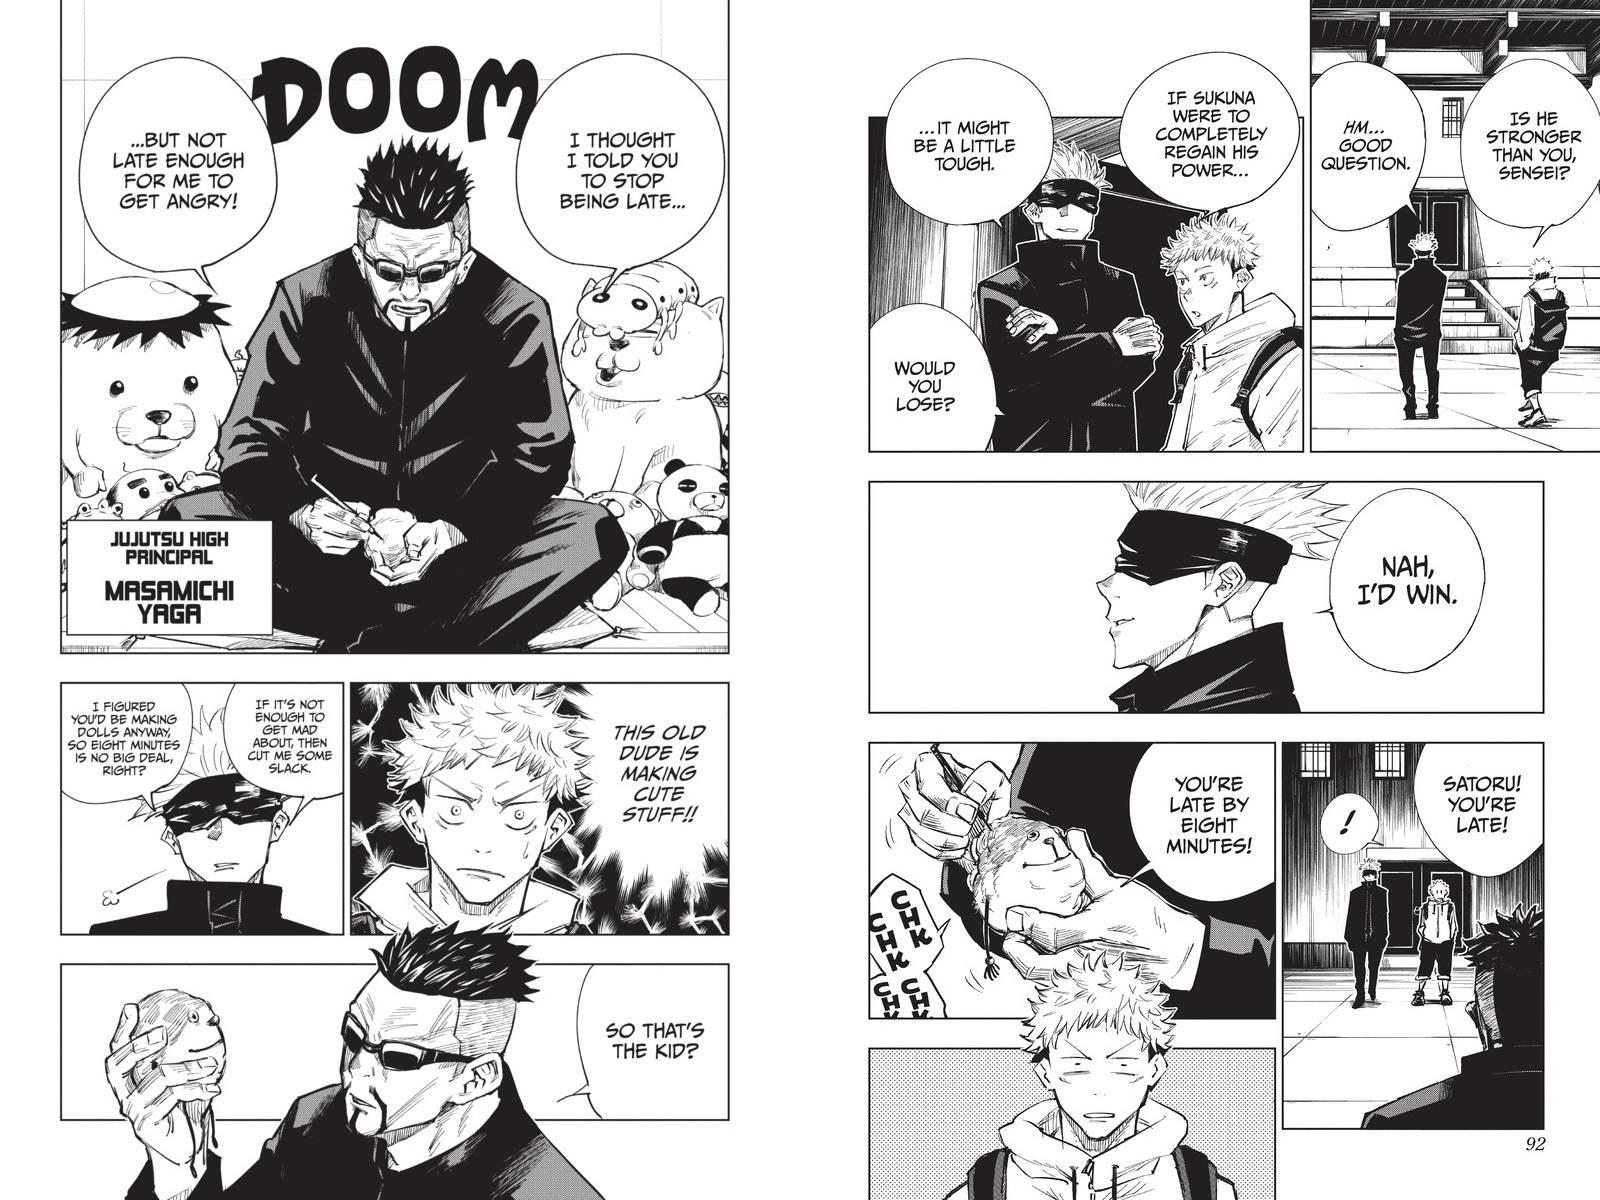 IS HE
STRONGER
THAN YOU,
SENSEI?
HM...
GOOD
QUESTION.
IF SUKUNA
WERE TO
COMPLETELY
REGAIN HIS
POWER...
...IT MIGHT
BE A LITTLE
TOUGH.
WOULD
YOU
LOSE?
NAH,
I'D WIN.
SATORU!
YOU'RE
LATE!
!
YOU'RE
LATE BY
EIGHT
MINUTES!
CHK
CHK
CHK
CHK
92
DOOM
I THOUGHT
I TOLD YOU
TO STOP
BEING LATE...
...BUT NOT
LATE ENOUGH
FOR ME TO
GET ANGRY!
JUJUTSU HIGH
PRINCIPAL
MASAMICHI
YAGA
THIS OLD
DUDE IS
MAKING
CUTE
STUFF!!
IF IT'S NOT
ENOUGH TO
GET MAD
ABOUT, THEN
CUT ME SOME
SLACK.
I FIGURED
YOU'D BE MAKING
DOLLS ANYWAY,
SO EIGHT MINUTES
IS NO BIG DEAL,
RIGHT?
SO THAT'S
THE KID?